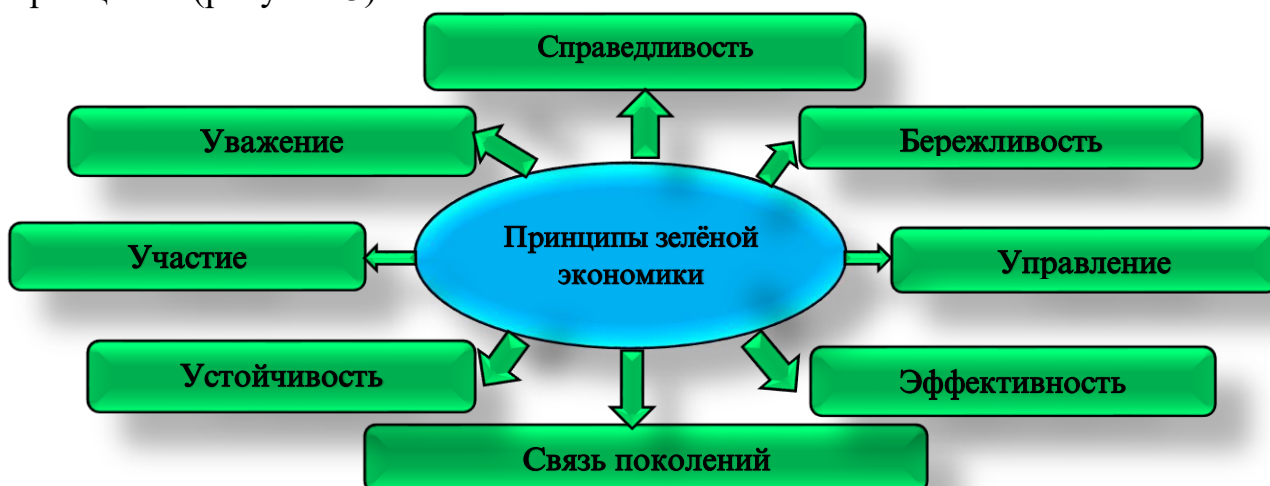 Справедливость
Уважение
Бережливость
Принципы зелёной
экономики
Участие
Управление
Устойчивость
Эффективность
Связь поколений